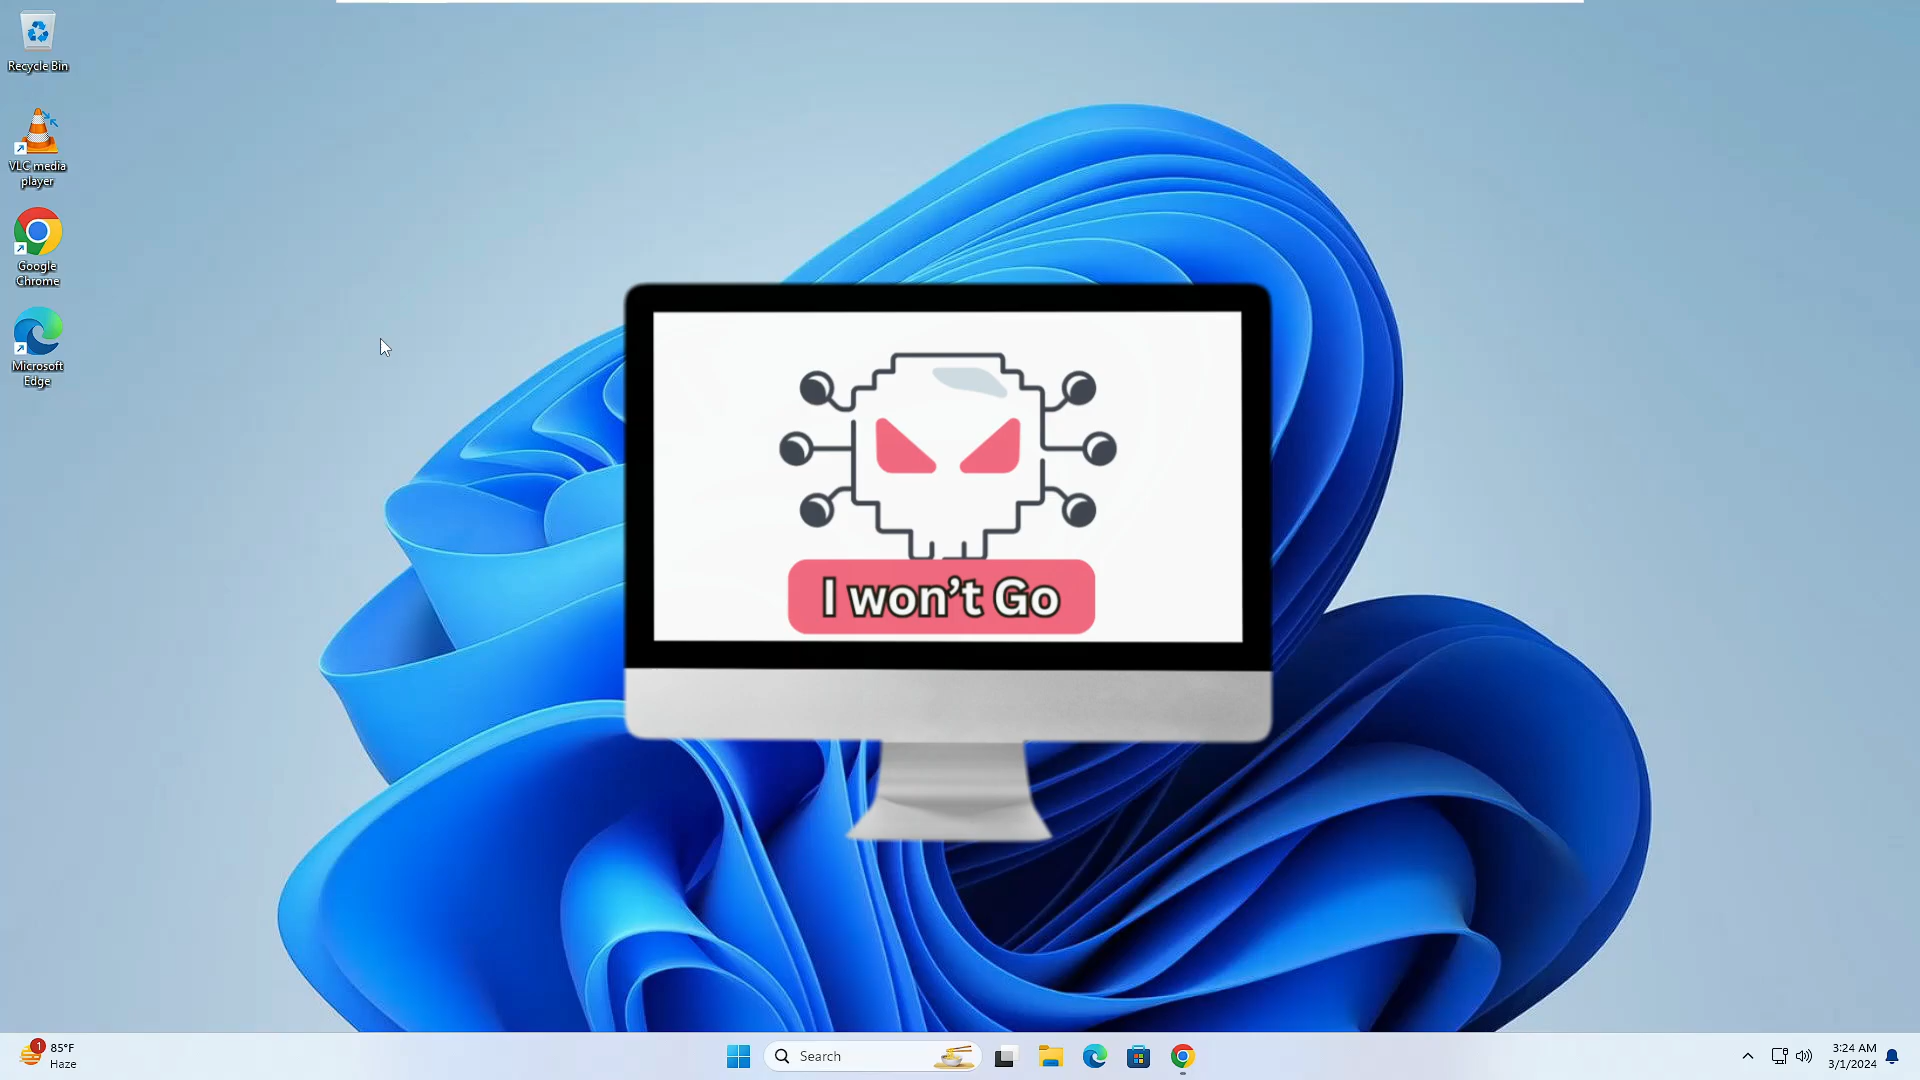 Recycle Bin
VLC media
player
Google
Chrome
Microsoft
Edge
I won't Go
1
85°F
Haze
Search
3:24 AM
3/1/2024